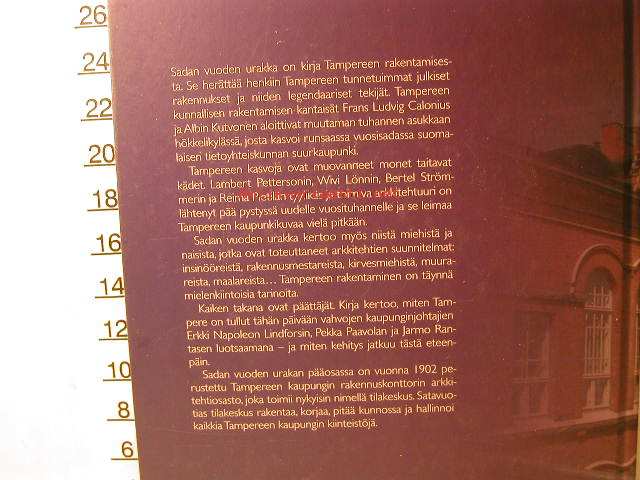 26
24
22
20
18
16
14
12
10
8
6
Sadan vuoden urakka on kirja Tampereen rakentamises-
ta. Se herättää henkiin Tampereen tunnetuimmat julkiset
rakennukset ja niiden legendaariset tekijät. Tampereen
kunnallisen rakentamisen kantaisät Frans Ludvig Calonius
ja Albin Kutvonen aloittivat muutaman tuhannen asukkaan
hökkelikylässä, josta kasvoi runsaassa vuosisadassa suoma-
laisen tietoyhteiskunnan suurkaupunki.
Tampereen kasvoja ovat muovanneet monet taitavat
kädet. Lambert Petterssonin, Wivi Lönnin, Bertel Ström-
merin ja Reima Pietilän tyylikäs ja toimiva arkkitehtuuri on
lähtenyt pää pystyssä uudelle vuosituhannelle ja se leimaa
Tampereen kaupunkikuvaa vielä pitkään.
Sadan vuoden urakka kertoo myös niistä miehistä ja
naisista, jotka ovat toteuttaneet arkkitehtien suunnitelmat:
insinööreistä, rakennusmestareista, kirvesmiehistä, muura-
reista, maalareista... Tampereen rakentaminen on täynnä
mielenkiintoisia tarinoita.
Kaiken takana ovat päättäjät. Kirja kertoo, miten Tam-
pere on tullut tähän päivään vahvojen kaupunginjohtajien
Erkki Napoleon Lindforsin, Pekka Paavolan ja Jarmo Ran-
tasen luotsaamana – ja miten kehitys jatkuu tästä eteen-
päin.
Sadan vuoden urakan pääosassa on vuonna 1902 pe-
rustettu Tampereen kaupungin rakennuskonttorin arkki-
tehtiosasto, joka toimii nykyisin nimellä tilakeskus. Satavuo-
tias tilakeskus rakentaa, korjaa, pitää kunnossa ja hallinnoi
kaikkia Tampereen kaupungin kiinteistöjä.